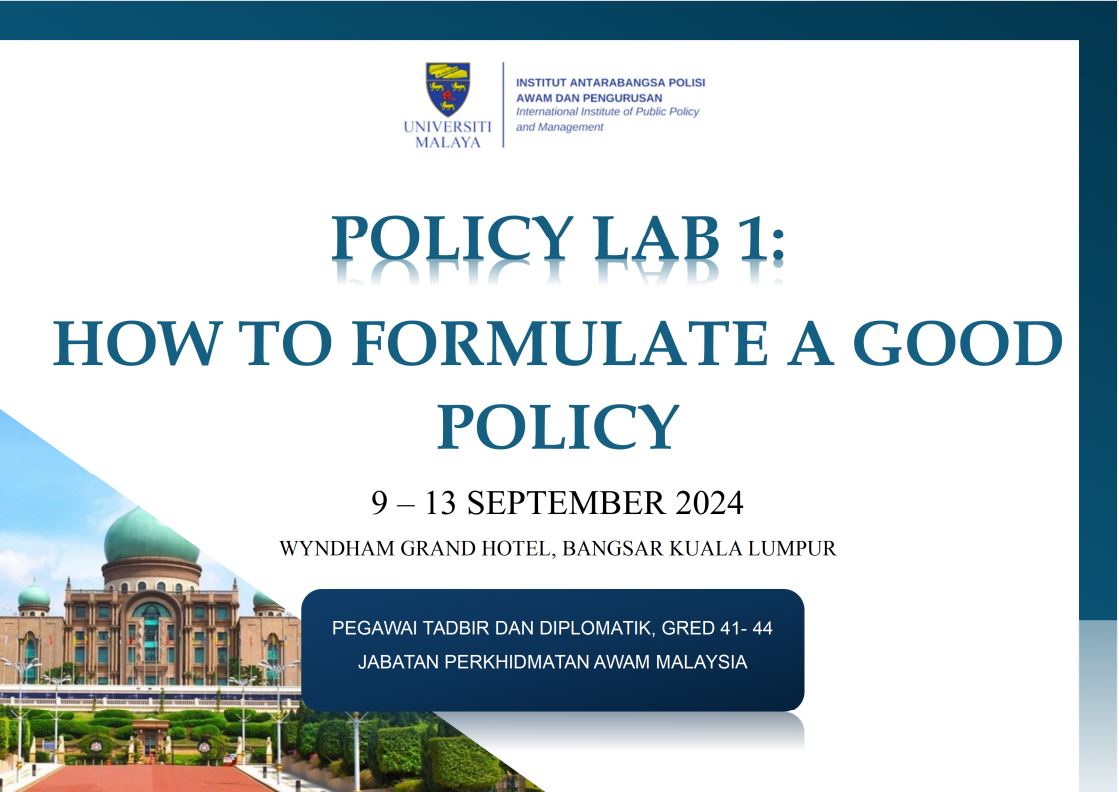 UNIVERSITI
MALAYA
INSTITUT ANTARABANGSA POLISI
AWAM DAN PENGURUSAN
International Institute of Public Policy
and Management
POLICY LAB 1:
HOW TO FORMULATE A GOOD
POLICY
9 – 13 SEPTEMBER 2024
WYNDHAM GRAND HOTEL, BANGSAR KUALA LUMPUR
PEGAWAI TADBIR DAN DIPLOMATIK, GRED 41- 44
JABATAN PERKHIDMATAN AWAM MALAYSIA